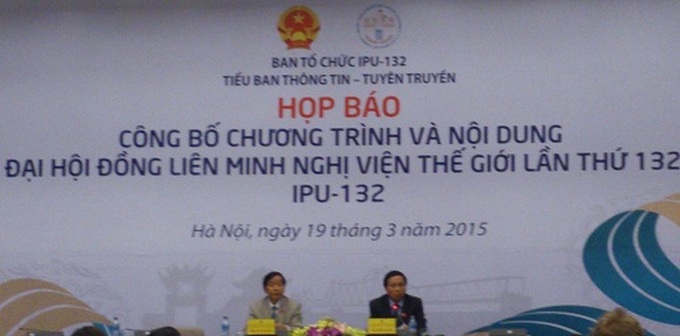 BAN TỔ CHỨC IPU-132
TIỂU BAN THÔNG TIN – TUYÊN TRUYỀN
HỌP BÁO
CÔNG BỐ CHƯƠNG TRÌNH VÀ NỘI DUNG
ĐẠI HỘI ĐỒNG LIÊN MINH NGHỊ VIỆN THẾ GIỚI LẦN THỨ 132
IPU-132
Hà Nội, ngày 19 tháng 3 năm 2015